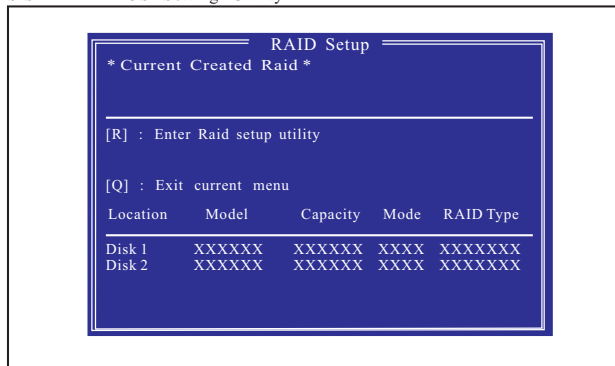 RAID Setup
* Current Created Raid *
[R] : Enter Raid setup utility
[Q] : Exit current menu
Location Model Capacity Mode RAID Type
Disk 1 XXXXXX XXXXXX XXXX XXXXXXX
Disk 2 XXXXXX XXXXXX XXXX XXXXXXX